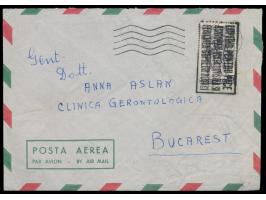 Gent.
Dott.
ANNA ASLAN
CLINICA GERONTOLOGICA
BUCAREST
POSTA AEREA
PAR AVION - BY AIR MAIL